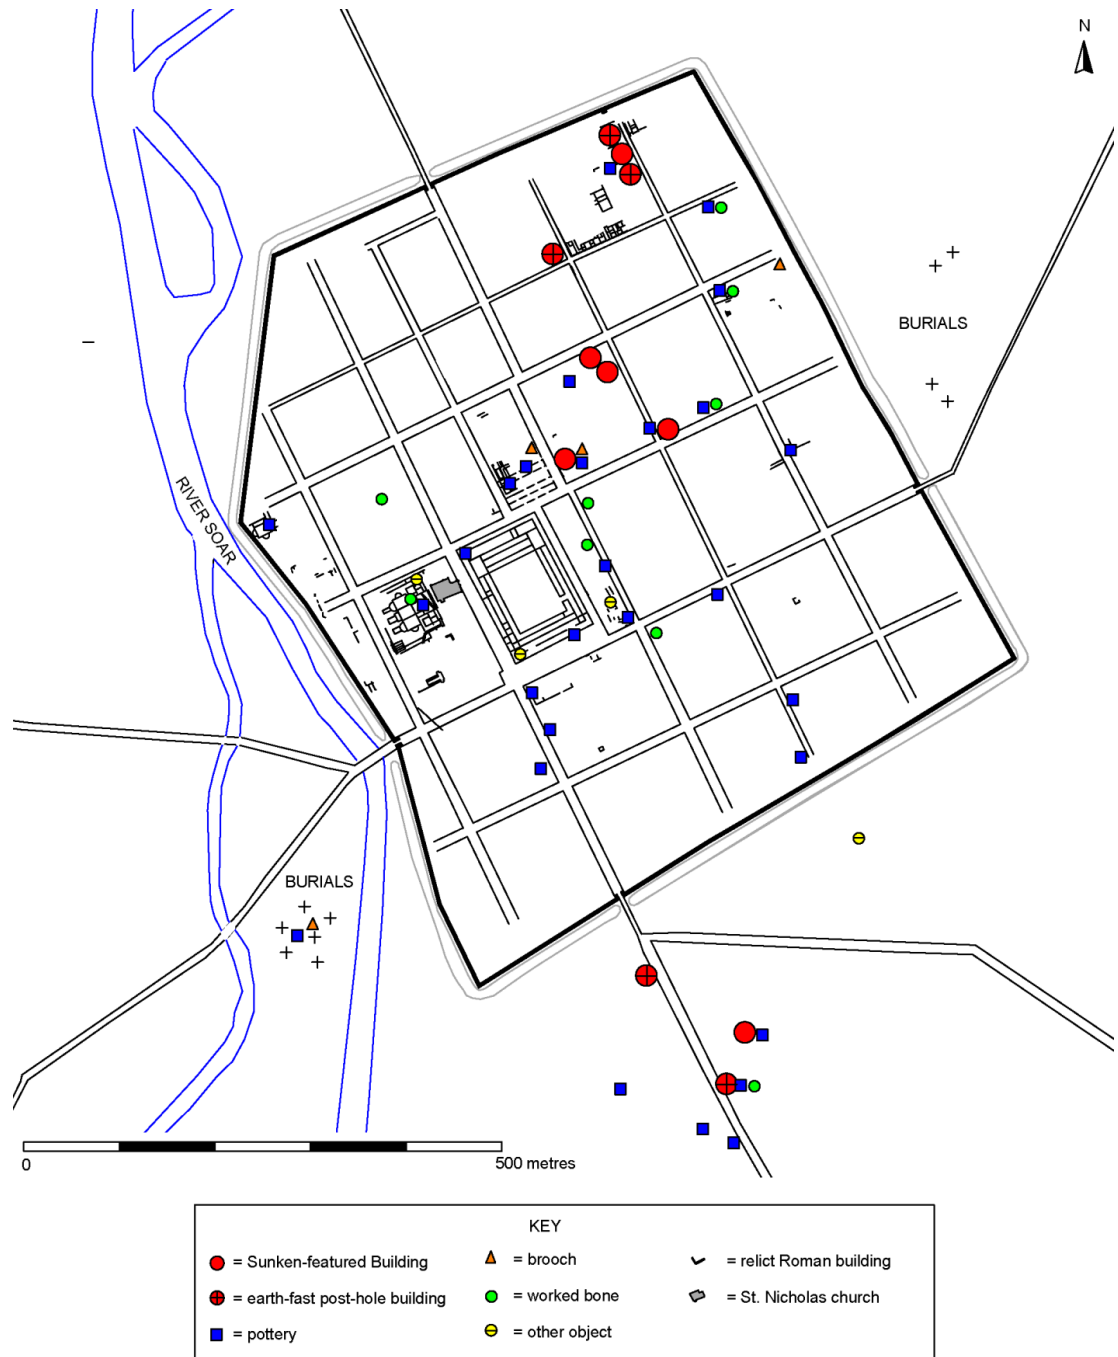 N
BURIALS
RIVER SOAR
BURIALS
0
500 metres
KEY
= Sunken-featured Building
= brooch
= relict Roman building
= earth-fast post-hole building
= worked bone
= St. Nicholas church
= pottery
= other object